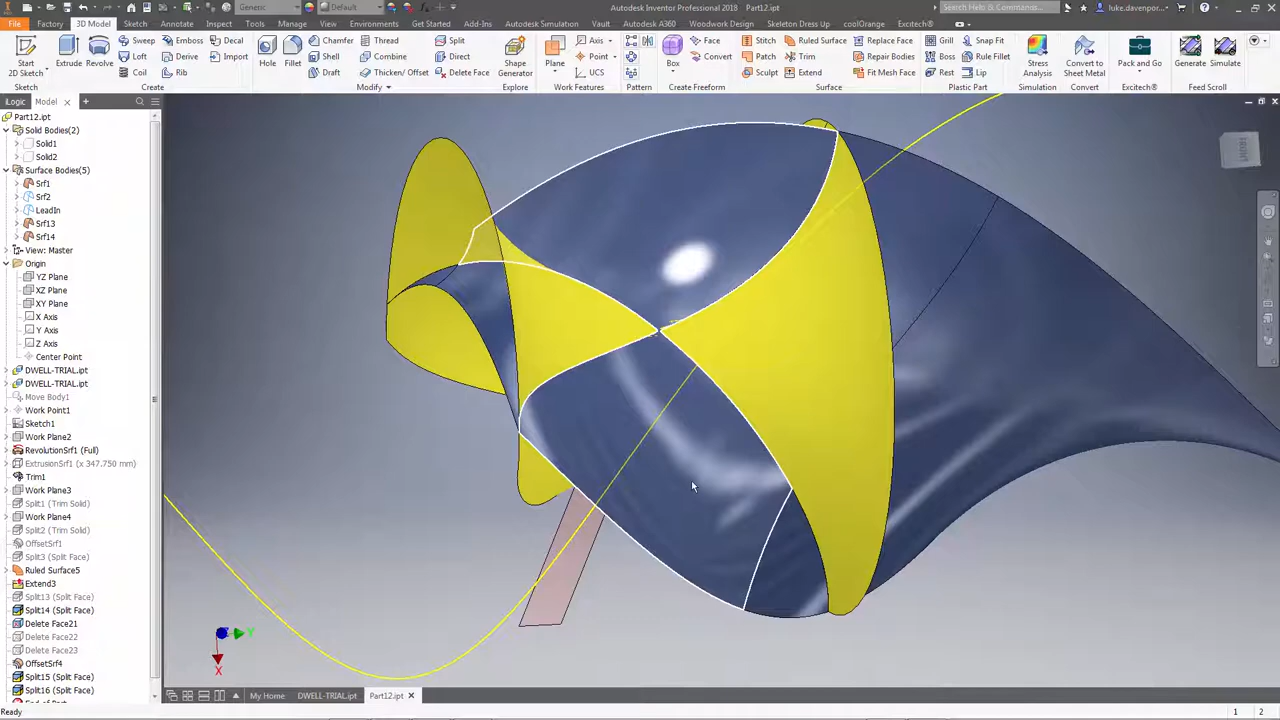 Generic
Default
Autodesk Inventor Professional 2018 Part12.ipt
Search Help & Commands...
luke.davenpor...
File
3D Model
Sketch
Annotate
Inspect
Tools
Manage
View
Environments
Get Started
Add-Ins
Autodesk Simulation
Vault
Autodesk A360
Woodwork Design
Skeleton Dress Up
coolOrange
Excitech®
Start
2D Sketch
Sketch
Extrude
Revolve
Sweep
Loft
Coil
Emboss
Derive
Rib
Decal
Import
Create
Hole
Fillet
Chamfer
Shell
Draft
Thread
Combine
Thicken/ Offset
Split
Direct
Delete Face
Modify
Shape
Generator
Explore
Plane
Axis
Point
UCS
Work Features
Pattern
Box
Face
Convert
Create Freeform
Stitch
Patch
Sculpt
Ruled Surface
Trim
Extend
Replace Face
Repair Bodies
Fit Mesh Face
Surface
Grill
Boss
Rest
Snap Fit
Rule Fillet
Lip
Plastic Part
Stress
Analysis
Simulation
Convert to
Sheet Metal
Convert
Pack and Go
Excitech®
Generate
Simulate
Feed Scroll
iLogic
Model
Part12.ipt
Solid Bodies(2)
Solid1
Solid2
Surface Bodies(5)
Srf1
Srf2
LeadIn
Srf13
Srf14
View: Master
Origin
YZ Plane
XZ Plane
XY Plane
X Axis
Y Axis
Z Axis
Center Point
DWELL-TRIAL.ipt
DWELL-TRIAL.ipt
Move Body1
Work Point1
Sketch1
Work Plane2
RevolutionSrf1 (Full)
ExtrusionSrf1 (x 347.750 mm)
Trim1
Work Plane3
Split1 (Trim Solid)
Work Plane4
Split2 (Trim Solid)
OffsetSrf1
Split3 (Split Face)
Ruled Surface5
Extend3
Split13 (Split Face)
Split14 (Split Face)
Delete Face21
Delete Face22
Delete Face23
OffsetSrf4
Split15 (Split Face)
Split16 (Split Face)
Y
X
My Home
DWELL-TRIAL.ipt
Part12.ipt
Ready
1
2